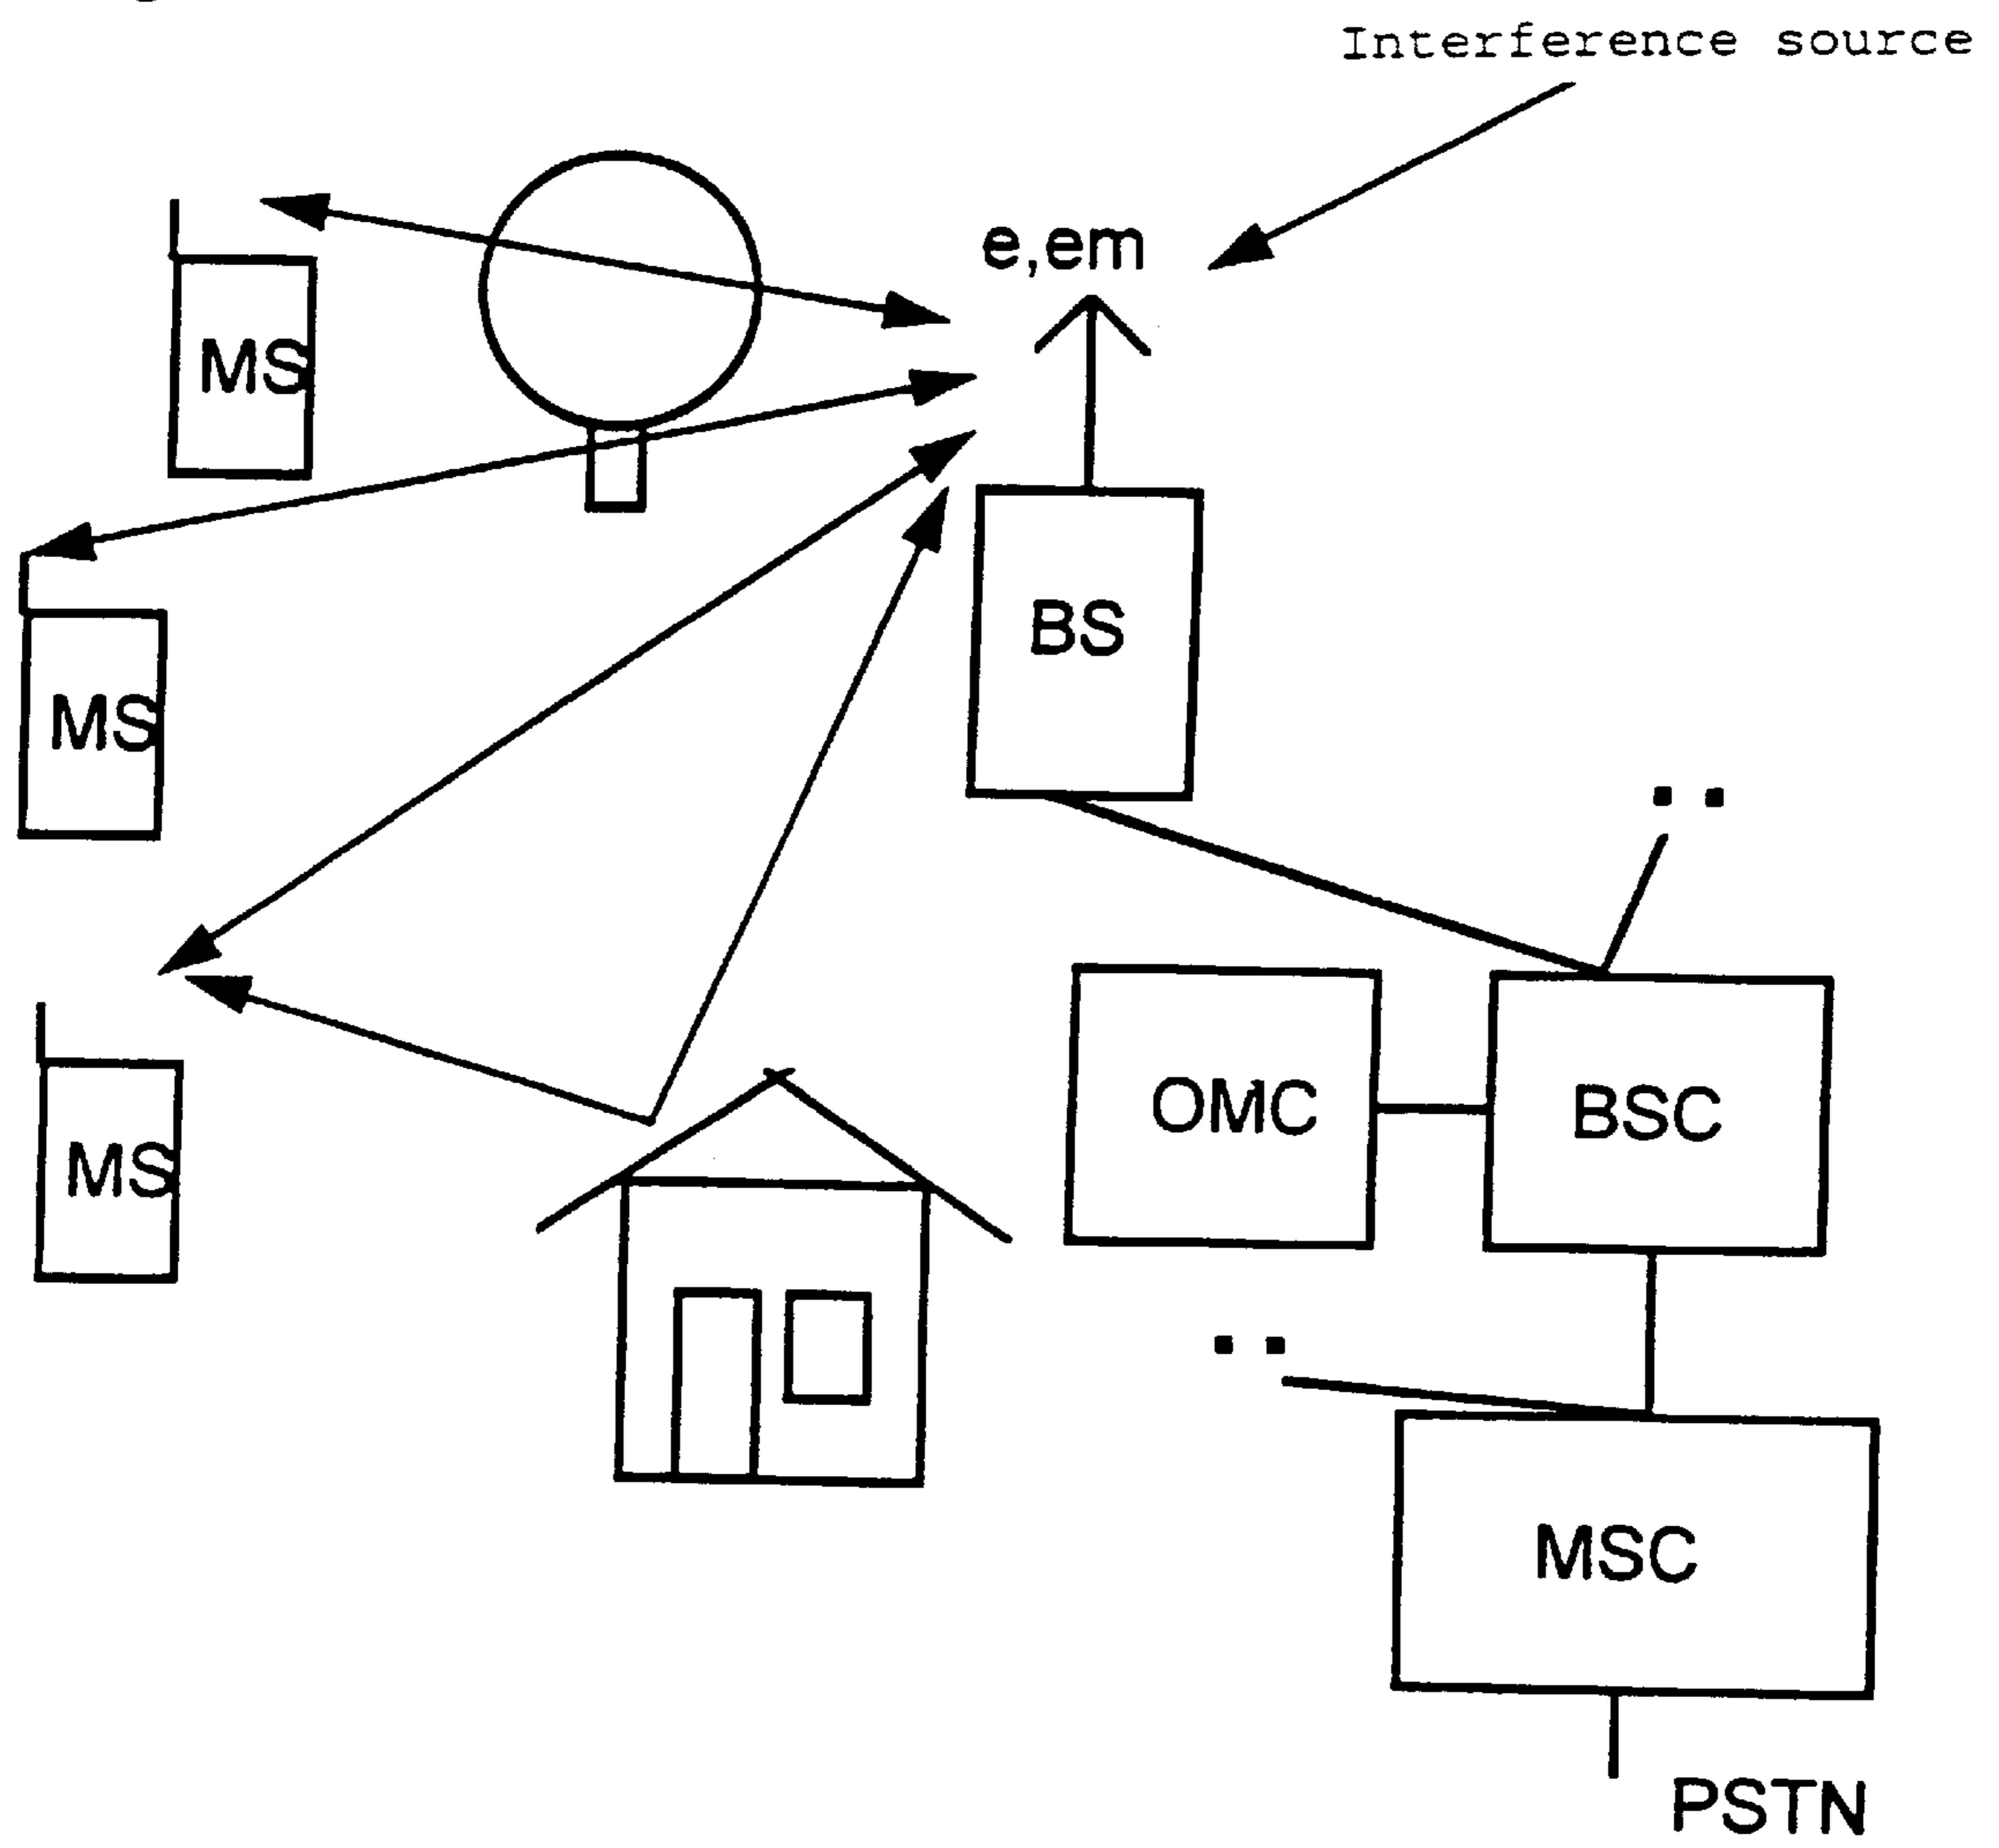 Interference source
e,em
MS
BS
MS
OMC
BSC
MS
MSC
PSTN